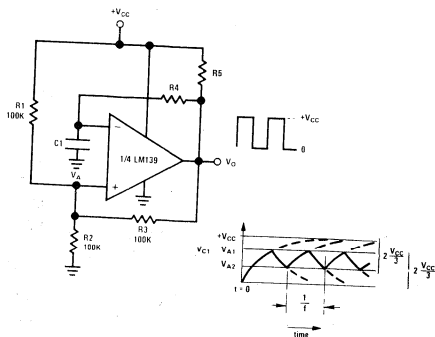 +VCC
R1
100K
R4
R5
C1
1/4 LM139
VA
VO
+VCC
0
R3
100K
R2
100K
+VCC
VC1
VA1
VA2
t = 0
2 VCC
3
2 VCC
3
1
f
time